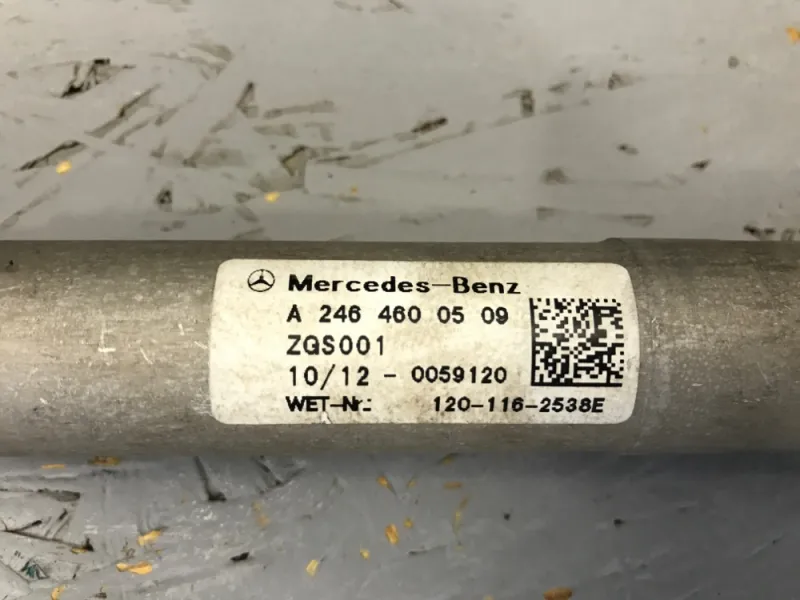 Mercedes-Benz
A 246 460 05 09
ZGS001
10/12 - 0059120
WET-Nr.: 120-116-2538E